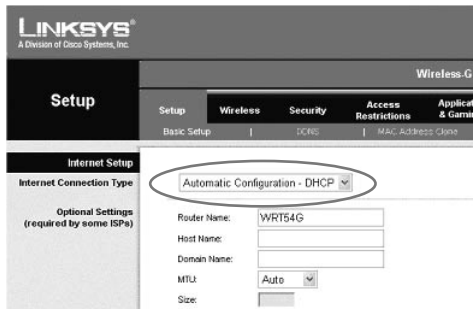 LINKSYS®
A Division of Cisco Systems, Inc.
Wireless-G
Setup
Setup Wireless Security Access Restrictions Applicat & Gamin
Basic Setup | DDNS | MAC Address Clone
Internet Setup
Internet Connection Type
Automatic Configuration - DHCP
Optional Settings
(required by some ISPs)
Router Name: WRT54G
Host Name:
Domain Name:
MTU: Auto
Size: